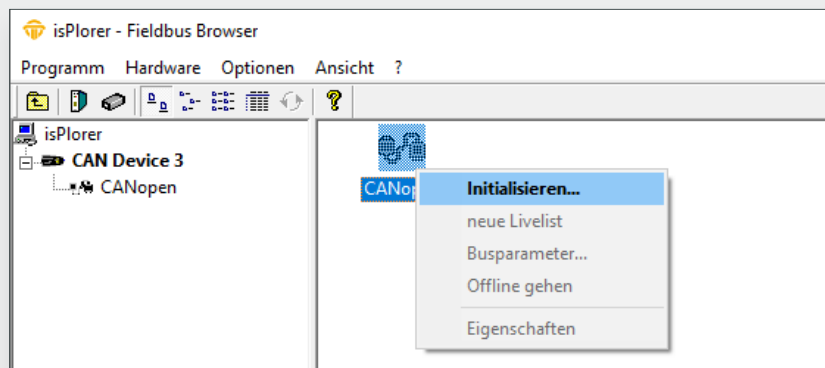 isPlorer - Fieldbus Browser
Programm Hardware Optionen Ansicht ?
isPlorer
CAN Device 3
CANopen
Initialisieren...
neue Livelist
Busparameter...
Offline gehen
Eigenschaften